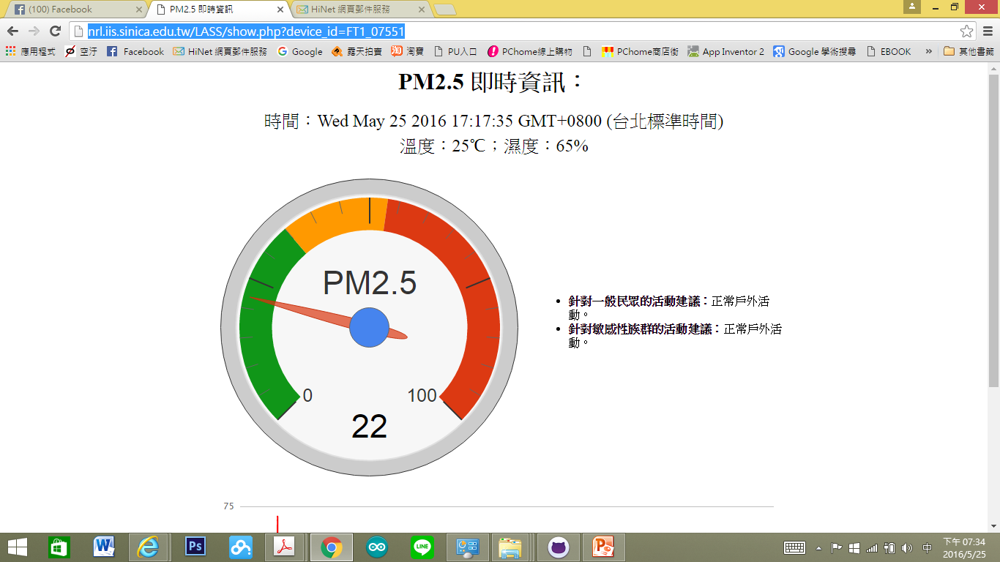 (100) Facebook
PM2.5 即時資訊
HiNet 網頁郵件服務
nrl.iis.sinica.edu.tw/LASS/show.php?device_id=FT1_07551
應用程式 空汙 Facebook HiNet 網頁郵件服務 Google 露天拍賣 淘寶 PU入口 PChome線上購物 PChome商店街 App Inventor 2 Google 學術搜尋 EBOOK » 其他書籤
PM2.5 即時資訊：
時間：Wed May 25 2016 17:17:35 GMT+0800 (台北標準時間)
溫度：25℃；濕度：65%
PM2.5
0
100
22
針對一般民眾的活動建議：正常戶外活
動。
針對敏感性族群的活動建議：正常戶外活
動。
75
中
下午 07:34
2016/5/25